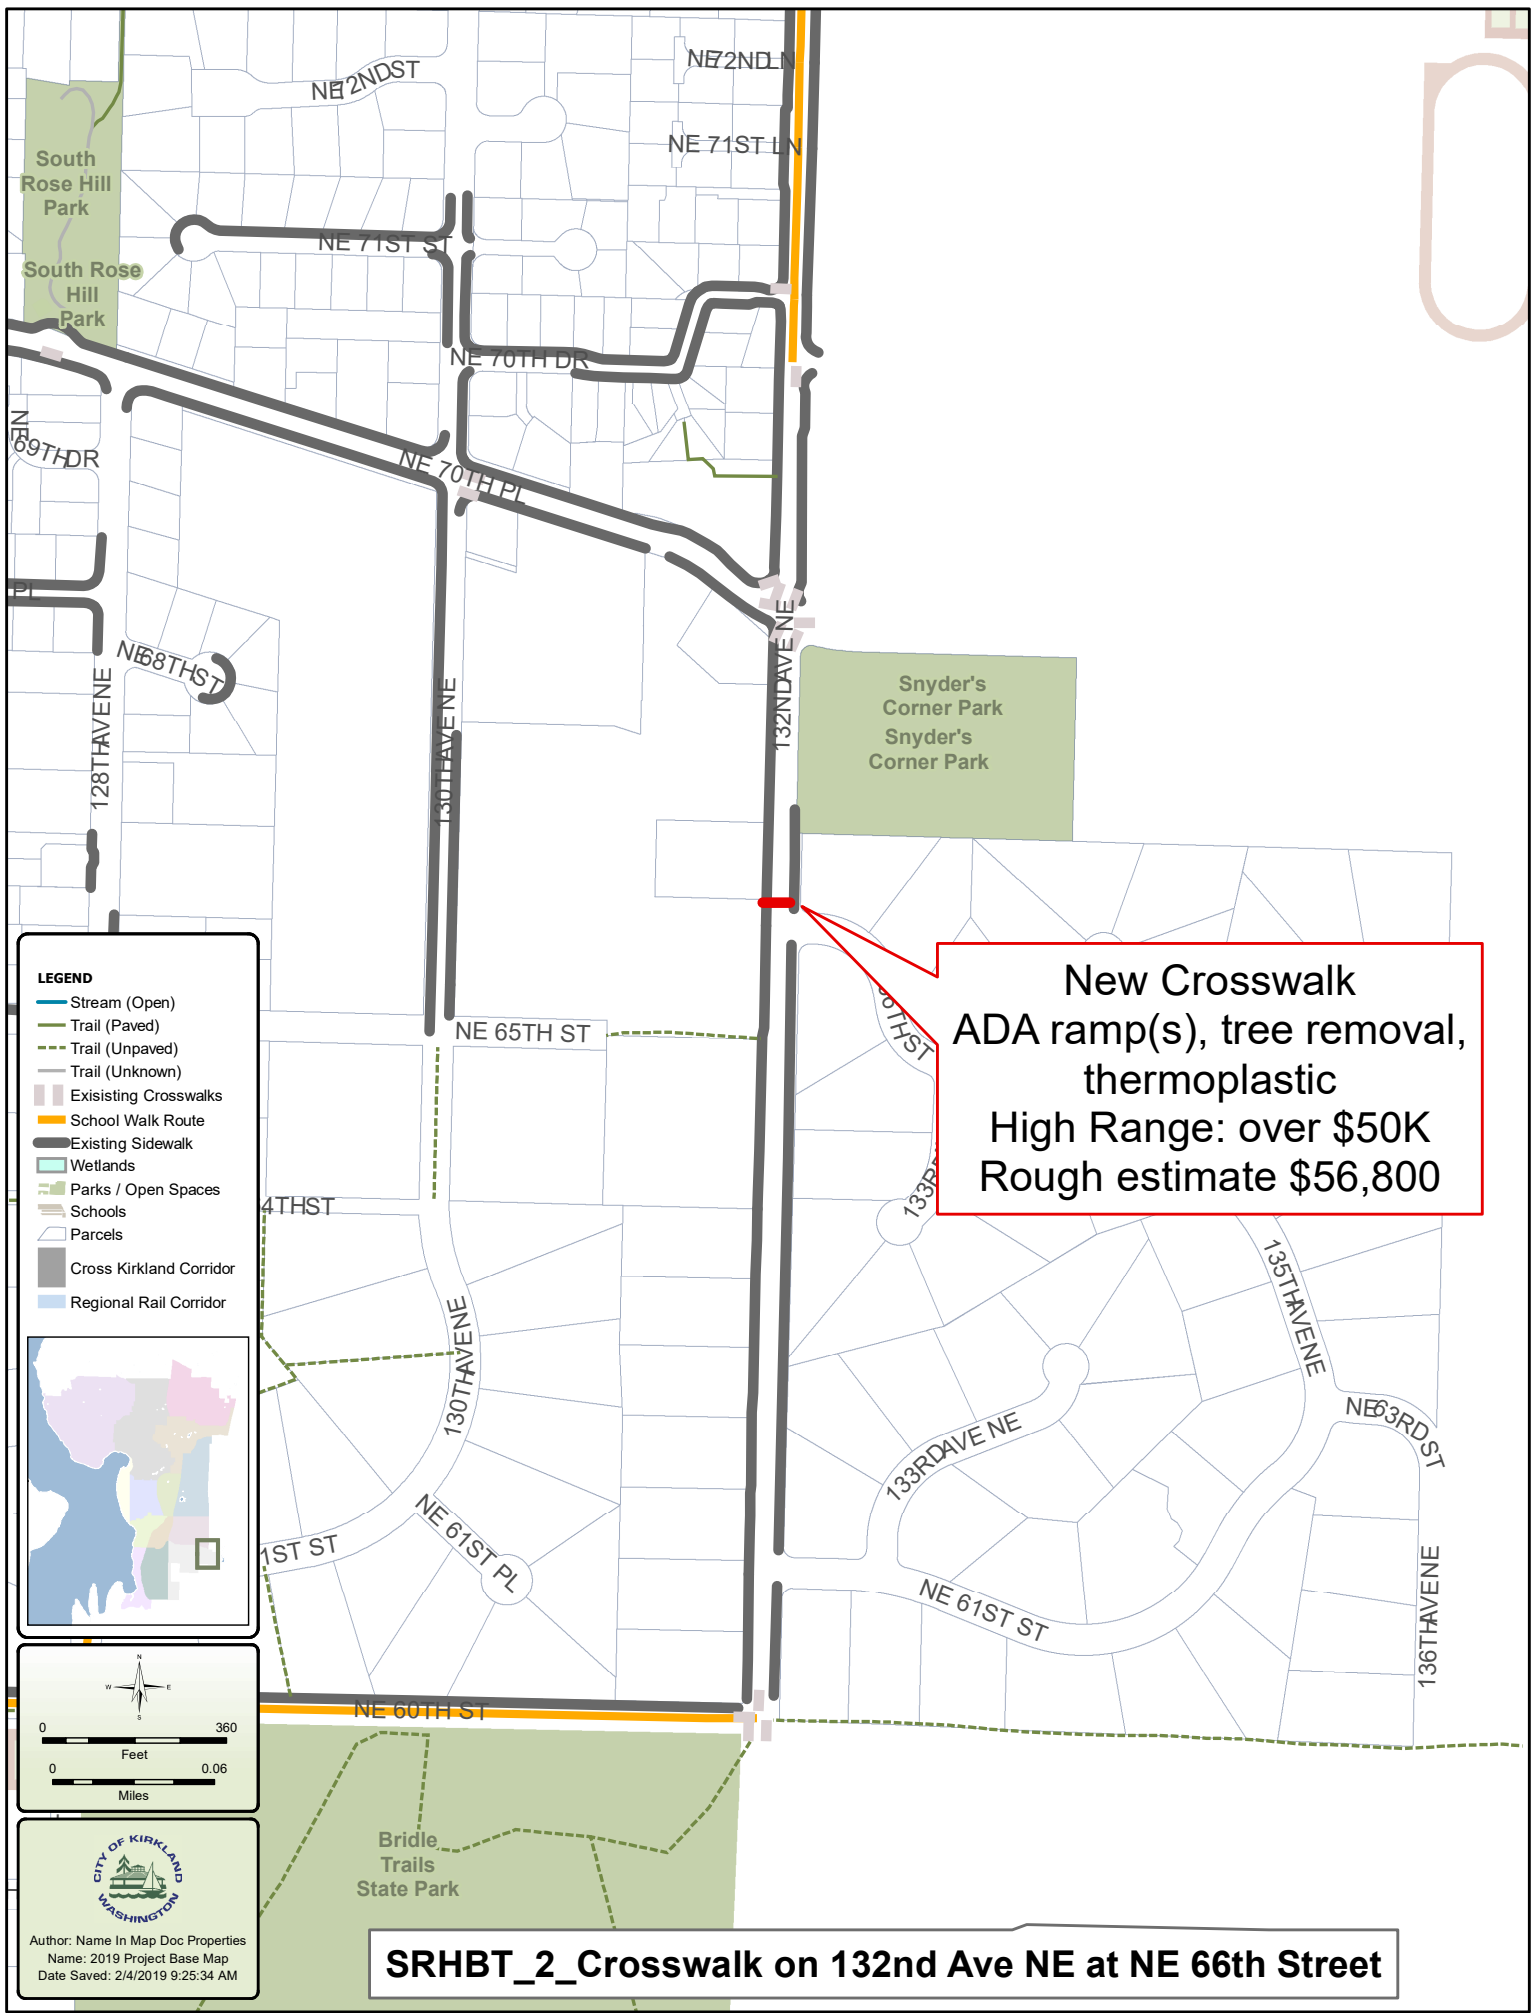 NE 72ND ST
NE 72ND LN
NE 71ST LN
South
Rose Hill
Park
South Rose
Hill
Park
NE 71ST ST
NE 70TH DR
NE
69TH DR
NE 70TH PL
PL
NE 68TH ST
128TH AVE NE
130TH AVE NE
132ND AVE NE
Snyder's
Corner Park
Snyder's
Corner Park
New Crosswalk
ADA ramp(s), tree removal,
thermoplastic
High Range: over $50K
Rough estimate $56,800
6TH ST
133R
NE 65TH ST
4TH ST
130TH AVE NE
135TH AVE NE
NE 63RD ST
133RD AVE NE
NE 61ST PL
1ST ST
NE 61ST ST
136TH AVE NE
NE 60TH ST
Bridle
Trails
State Park
LEGEND
Stream (Open)
Trail (Paved)
Trail (Unpaved)
Trail (Unknown)
Exisisting Crosswalks
School Walk Route
Existing Sidewalk
Wetlands
Parks / Open Spaces
Schools
Parcels
Cross Kirkland Corridor
Regional Rail Corridor
N
W E
S
0 360
Feet
0 0.06
Miles
CITY OF KIRKLAND
WASHINGTON
Author: Name In Map Doc Properties
Name: 2019 Project Base Map
Date Saved: 2/4/2019 9:25:34 AM
SRHBT_2_Crosswalk on 132nd Ave NE at NE 66th Street